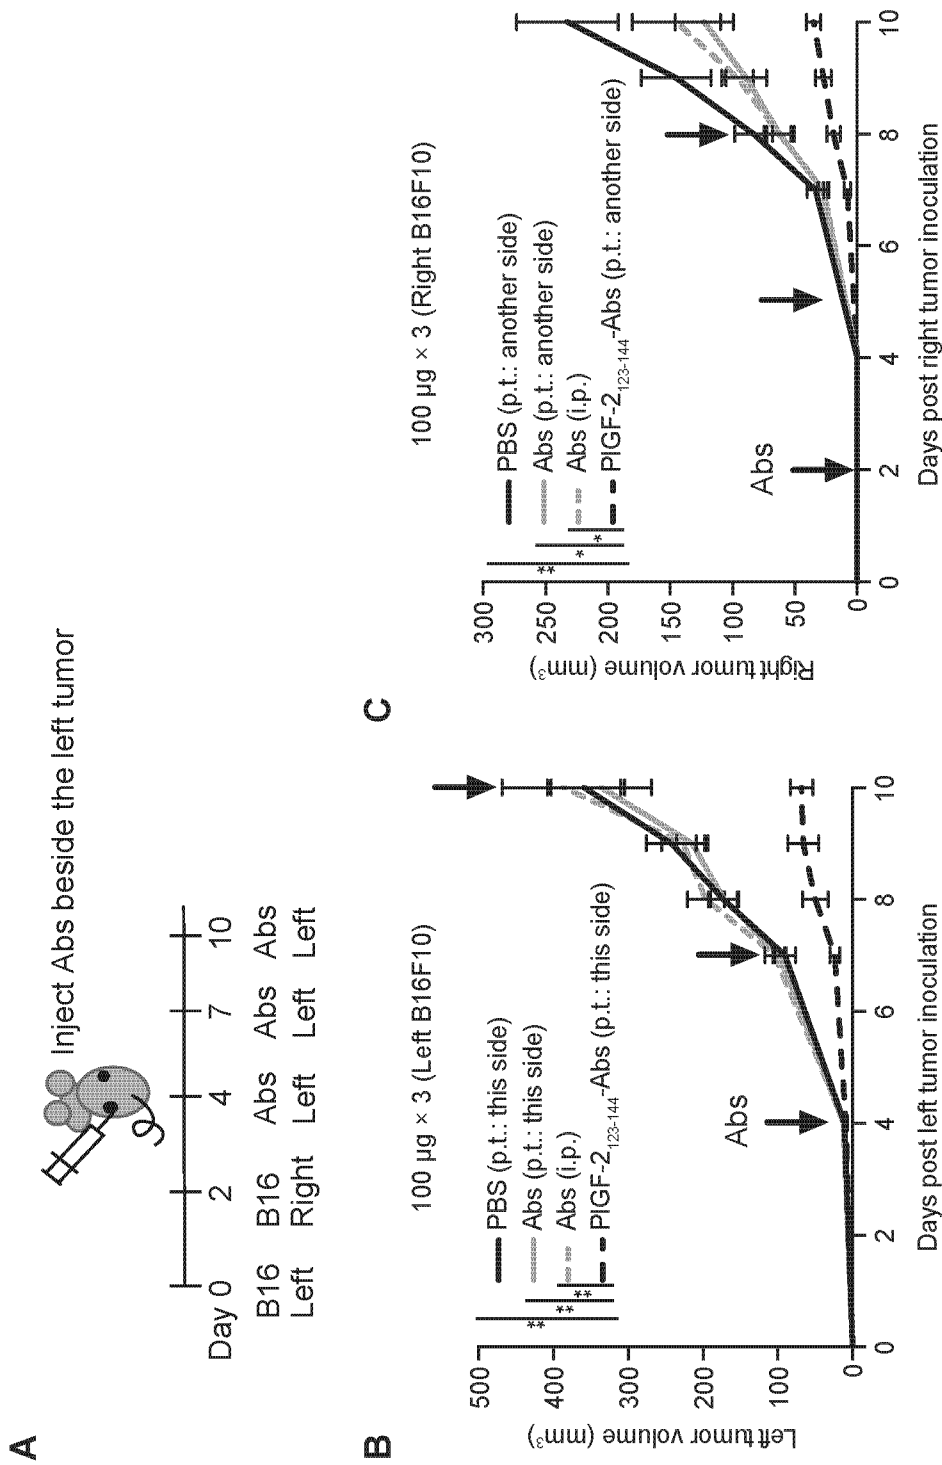 A
Inject Abs beside the left tumor
Day 0 2 4 7 10
B16 B16 Abs Abs Abs
Left Right Left Left Left
B
100 µg × 3 (Left B16F10)
PBS (p.t.: this side)
Abs (p.t.: this side)
Abs (i.p.)
PlGF-2123-144-Abs (p.t.: this side)
**
**
**
Abs
Left tumor volume (mm3)
500
400
300
200
100
0
0 2 4 6 8 10
Days post left tumor inoculation
C
100 µg × 3 (Right B16F10)
PBS (p.t.: another side)
Abs (p.t.: another side)
Abs (i.p.)
PlGF-2123-144-Abs (p.t.: another side)
**
*
*
Abs
Right tumor volume (mm3)
300
250
200
150
100
50
0
0 2 4 6 8 10
Days post right tumor inoculation